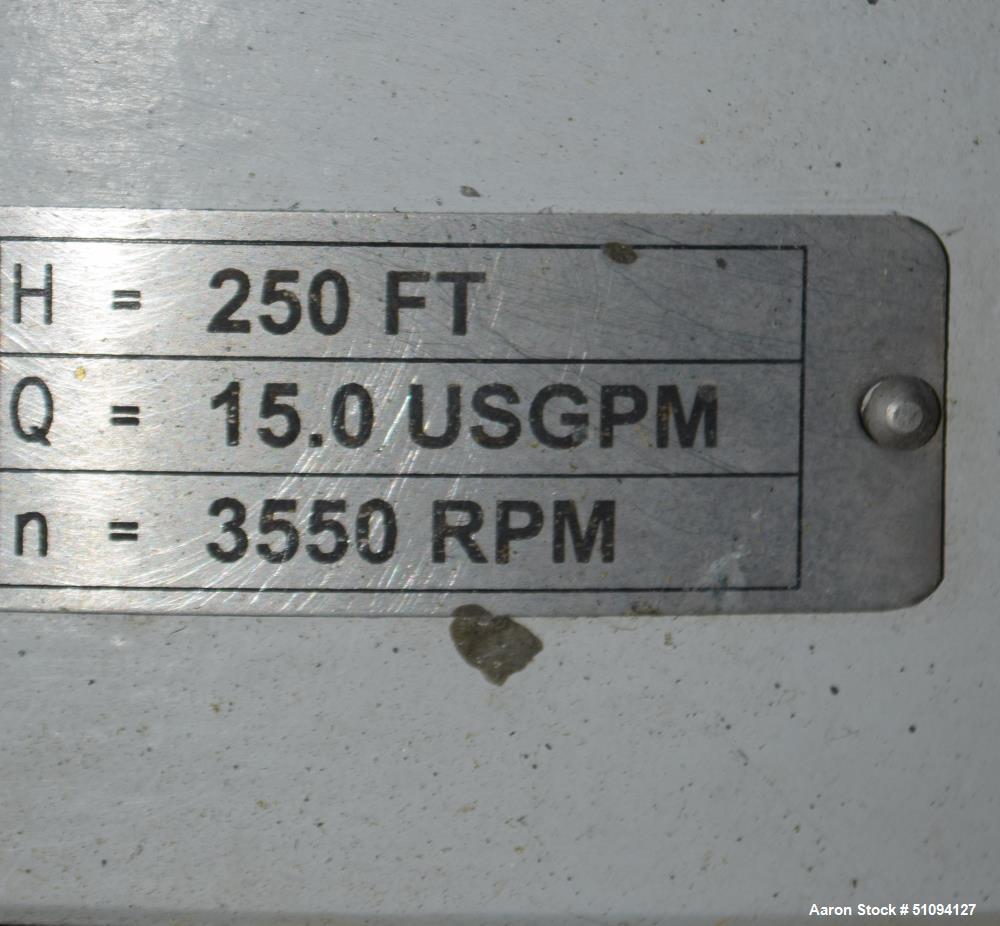 H = 250 FT
Q = 15.0 USGPM
n = 3550 RPM
Aaron Stock # 51094127